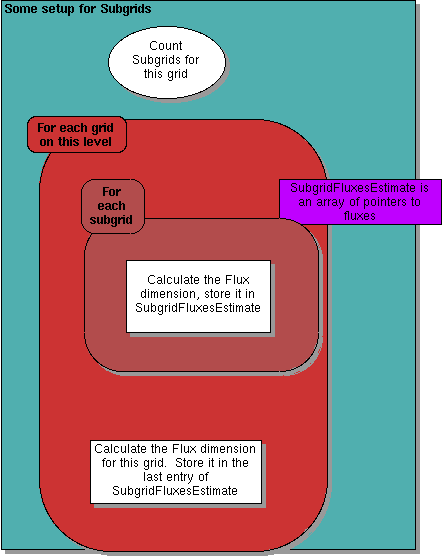 Some setup for Subgrids
Count
Subgrids for
this grid
For each grid
on this level
For
each
subgrid
SubgridFluxesEstimate is
an array of pointers to
fluxes
Calculate the Flux
dimension, store it in
SubgridFluxesEstimate
Calculate the Flux dimension
for this grid.  Store it in the
last entry of
SubgridFluxesEstimate